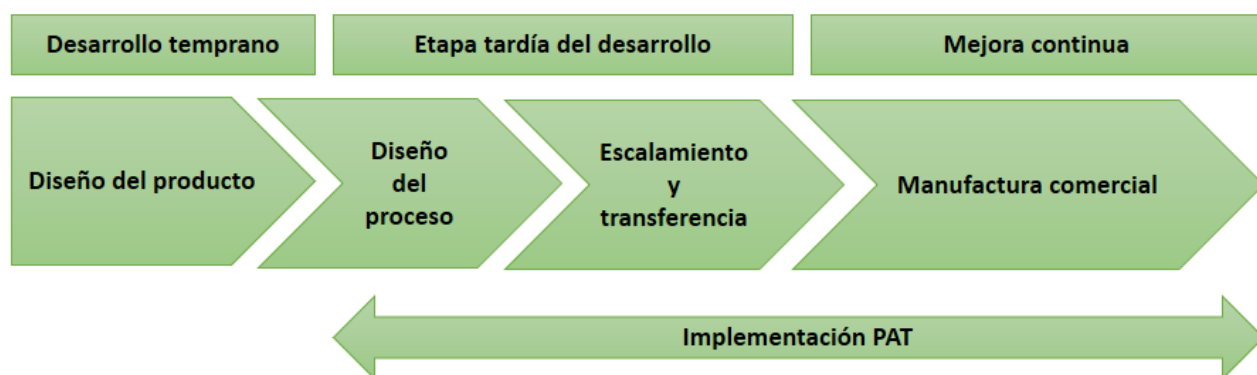 Desarrollo temprano
Etapa tardía del desarrollo
Mejora continua
Diseño del producto
Diseño
del
proceso
Escalamiento
y
transferencia
Manufactura comercial
Implementación PAT